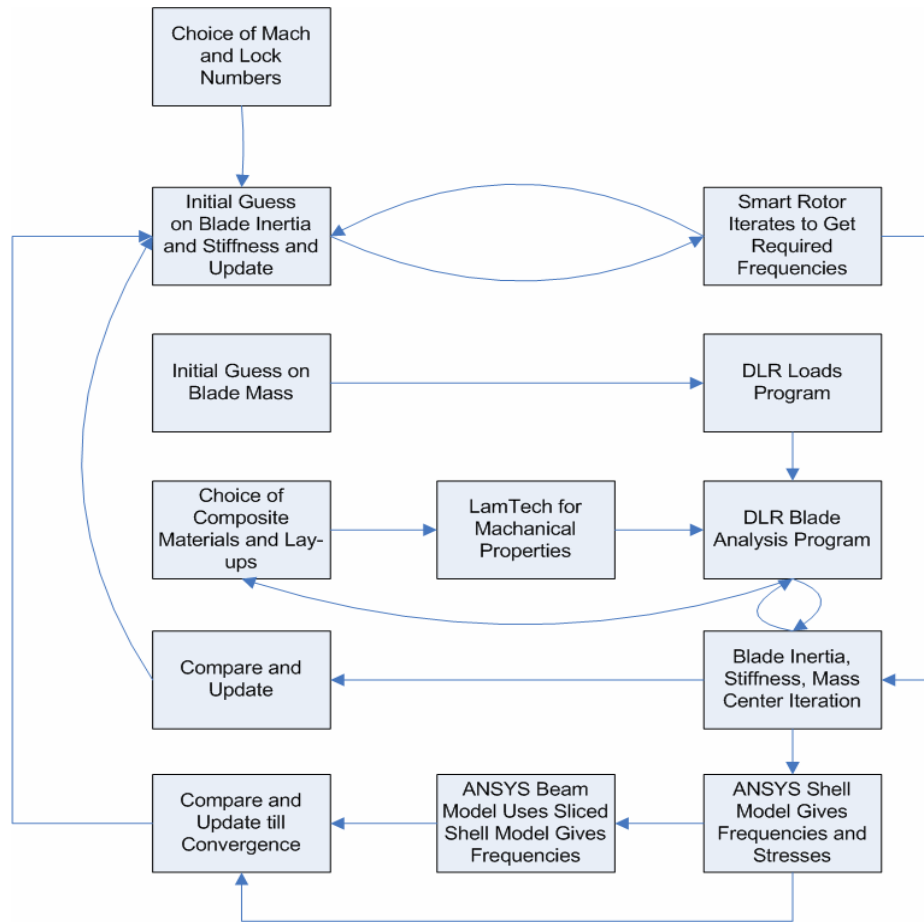 Choice of Mach
and Lock
Numbers
Initial Guess
on Blade Inertia
and Stiffness and
Update
Smart Rotor
Iterates to Get
Required
Frequencies
Initial Guess on
Blade Mass
DLR Loads
Program
Choice of
Composite
Materials and Lay-
ups
LamTech for
Machanical
Properties
DLR Blade
Analysis Program
Compare and
Update
Blade Inertia,
Stiffness, Mass
Center Iteration
Compare and
Update till
Convergence
ANSYS Beam
Model Uses Sliced
Shell Model Gives
Frequencies
ANSYS Shell
Model Gives
Frequencies and
Stresses